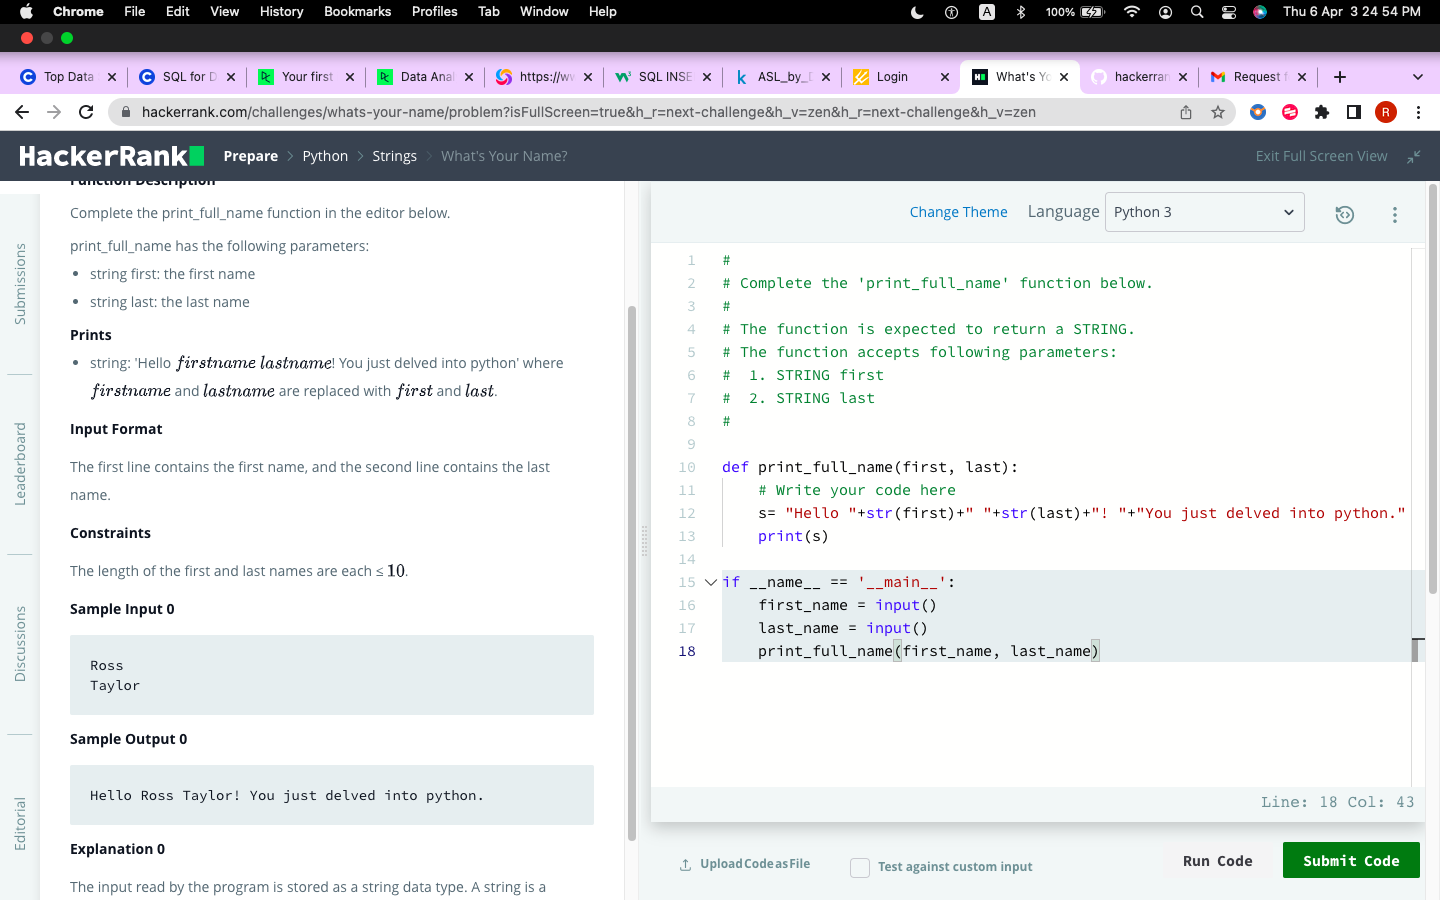 Chrome File Edit View History Bookmarks Profiles Tab Window Help A 100% Thu 6 Apr 3 24 54 PM
Top Data SQL for D Your first Data Anal https://ww SQL INSE ASL_by_D Login What's Yo hackerran Request f
hackerrank.com/challenges/whats-your-name/problem?isFullScreen=true&h_r=next-challenge&h_v=zen&h_r=next-challenge&h_v=zen R
HackerRank Prepare > Python > Strings > What's Your Name? Exit Full Screen View
Submissions
Leaderboard
Discussions
Editorial
Function Description
Complete the print_full_name function in the editor below.
print_full_name has the following parameters:
• string first: the first name
• string last: the last name
Prints
• string: 'Hello firstname lastname! You just delved into python' where
firstname and lastname are replaced with first and last.
Input Format
The first line contains the first name, and the second line contains the last
name.
Constraints
The length of the first and last names are each ≤ 10.
Sample Input 0
Ross
Taylor
Sample Output 0
Hello Ross Taylor! You just delved into python.
Explanation 0
The input read by the program is stored as a string data type. A string is a
Change Theme Language Python 3
1 #
2 # Complete the 'print_full_name' function below.
3 #
4 # The function is expected to return a STRING.
5 # The function accepts following parameters:
6 #  1. STRING first
7 #  2. STRING last
8 #
9
10 def print_full_name(first, last):
11     # Write your code here
12     s= "Hello "+str(first)+" "+str(last)+"! "+"You just delved into python."
13     print(s)
14
15 if __name__ == '__main__':
16     first_name = input()
17     last_name = input()
18     print_full_name(first_name, last_name)
Line: 18 Col: 43
Upload Code as File Test against custom input Run Code Submit Code